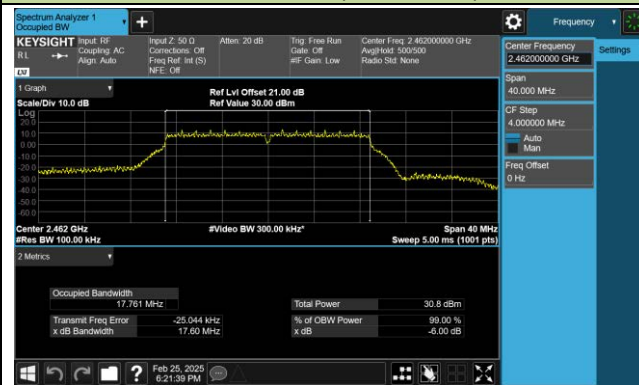 Spectrum Analyzer 1
Occupied BW
Frequency
KEYSIGHT
Input: RF
Input Z: 50 Ω
Atten: 20 dB
Trig: Free Run
Center Freq: 2.462000000 GHz
R L
Coupling: AC
Corrections: Off
Gate: Off
Avg|Hold: 500/500
Align: Auto
Freq Ref: Int (S)
#IF Gain: Low
Radio Std: None
NFE: Off
LXI
Center Frequency
2.462000000 GHz
Settings
Span
40.000 MHz
CF Step
4.000000 MHz
Auto
Man
Freq Offset
0 Hz
1 Graph
Ref Lvl Offset 21.00 dB
Scale/Div 10.0 dB
Ref Value 30.00 dBm
Log
20.0
10.0
0.00
-10.0
-20.0
-30.0
-40.0
-50.0
-60.0
Center 2.462 GHz
#Video BW 300.00 kHz*
Span 40 MHz
#Res BW 100.00 kHz
Sweep 5.00 ms (1001 pts)
2 Metrics
Occupied Bandwidth
17.761 MHz
Total Power
30.8 dBm
Transmit Freq Error
-25.044 kHz
% of OBW Power
99.00 %
x dB Bandwidth
17.60 MHz
x dB
-6.00 dB
Feb 25, 2025
6:21:39 PM